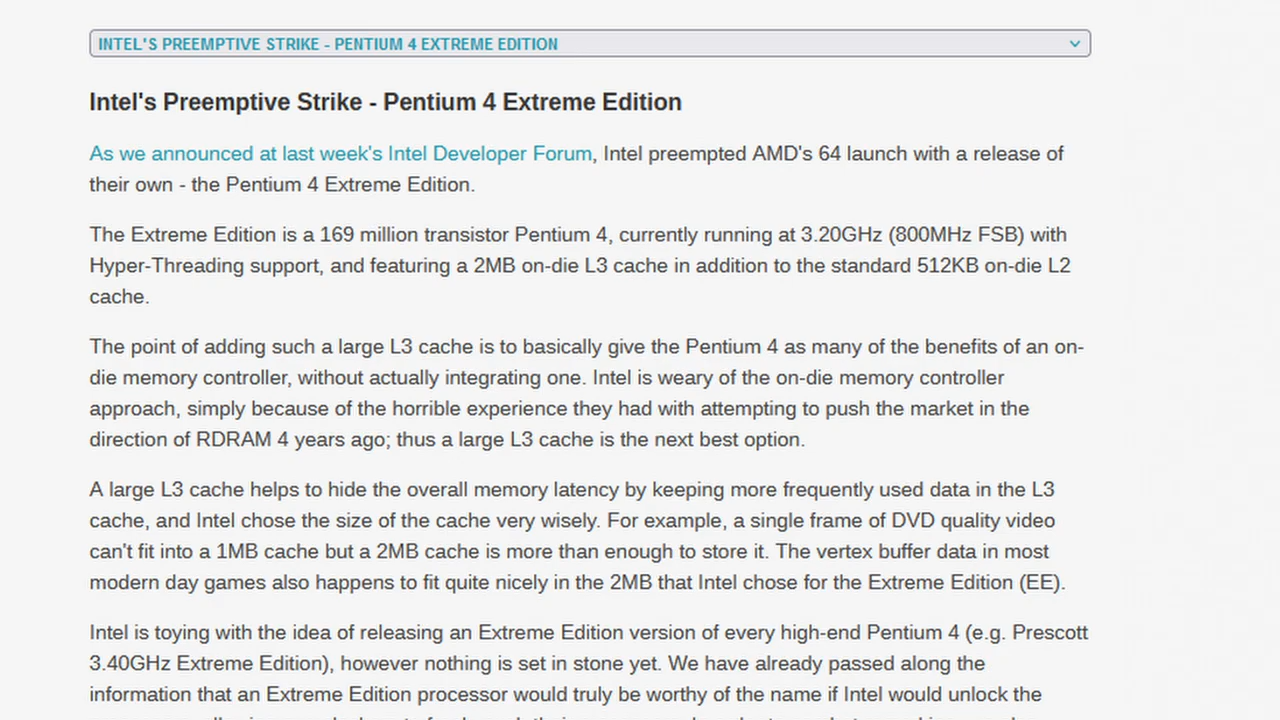 INTEL'S PREEMPTIVE STRIKE - PENTIUM 4 EXTREME EDITION
Intel's Preemptive Strike - Pentium 4 Extreme Edition
As we announced at last week's Intel Developer Forum, Intel preempted AMD's 64 launch with a release of
their own - the Pentium 4 Extreme Edition.
The Extreme Edition is a 169 million transistor Pentium 4, currently running at 3.20GHz (800MHz FSB) with
Hyper-Threading support, and featuring a 2MB on-die L3 cache in addition to the standard 512KB on-die L2
cache.
The point of adding such a large L3 cache is to basically give the Pentium 4 as many of the benefits of an on-
die memory controller, without actually integrating one. Intel is weary of the on-die memory controller
approach, simply because of the horrible experience they had with attempting to push the market in the
direction of RDRAM 4 years ago; thus a large L3 cache is the next best option.
A large L3 cache helps to hide the overall memory latency by keeping more frequently used data in the L3
cache, and Intel chose the size of the cache very wisely. For example, a single frame of DVD quality video
can't fit into a 1MB cache but a 2MB cache is more than enough to store it. The vertex buffer data in most
modern day games also happens to fit quite nicely in the 2MB that Intel chose for the Extreme Edition (EE).
Intel is toying with the idea of releasing an Extreme Edition version of every high-end Pentium 4 (e.g. Prescott
3.40GHz Extreme Edition), however nothing is set in stone yet. We have already passed along the
information that an Extreme Edition processor would truly be worthy of the name if Intel would unlock the